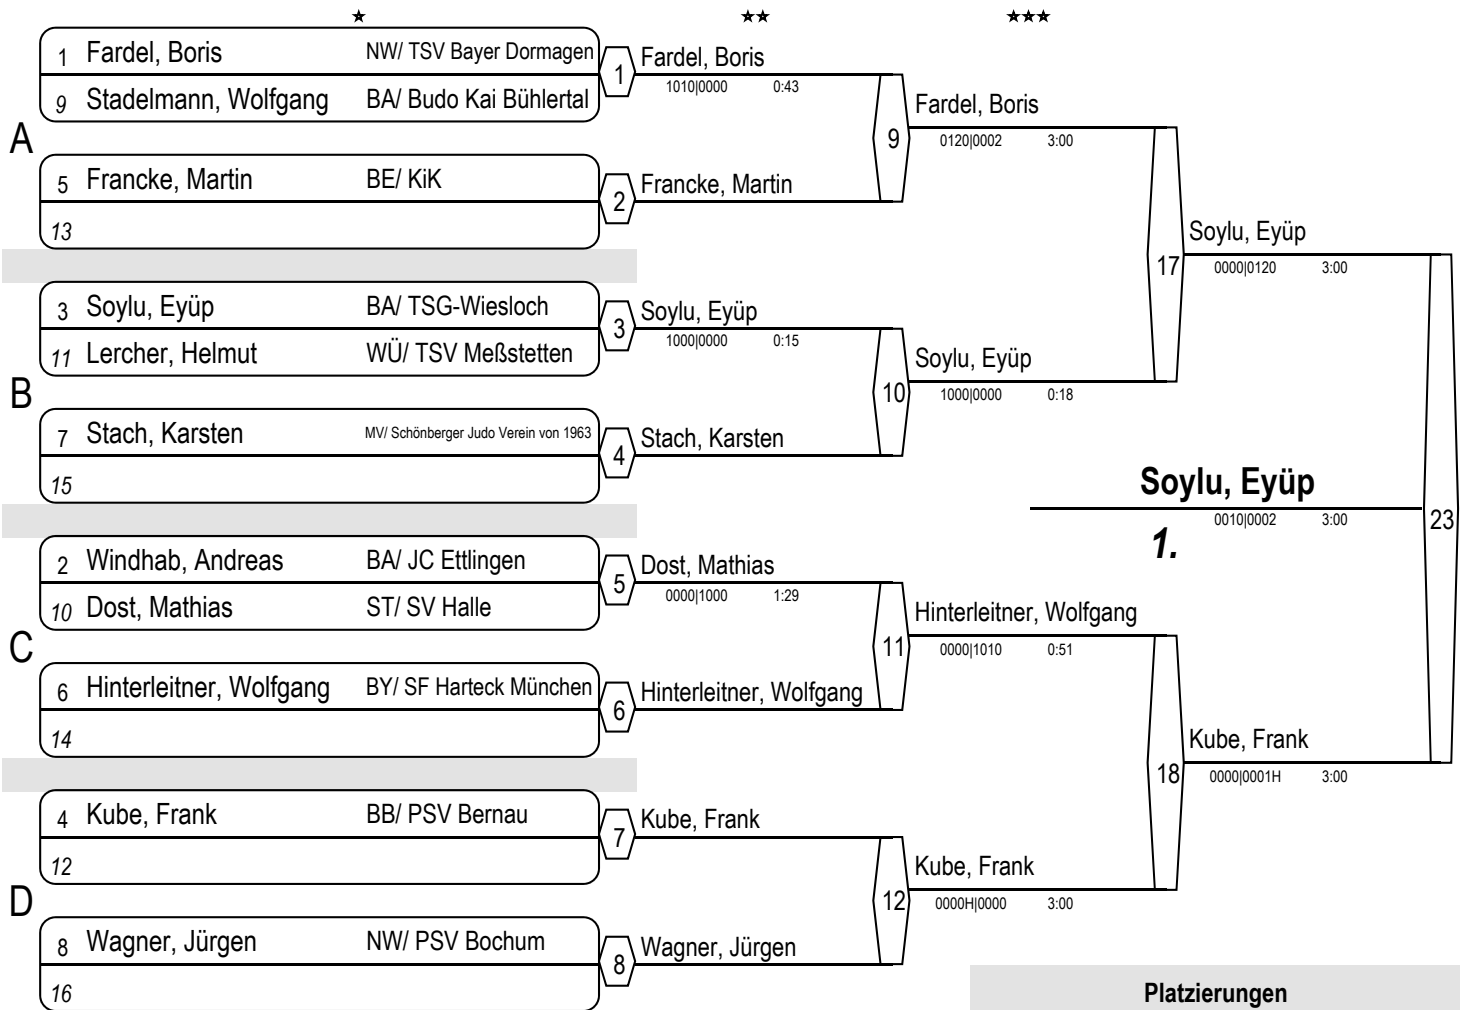 1 Fardel, Boris NW/ TSV Bayer Dormagen
9 Stadelmann, Wolfgang BA/ Budo Kai Bühlertal
A
5 Francke, Martin BE/ KiK
13
3 Soylu, Eyüp BA/ TSG-Wiesloch
11 Lercher, Helmut WÜ/ TSV Meßstetten
B
7 Stach, Karsten MV/ Schönberger Judo Verein von 1963
15
2 Windhab, Andreas BA/ JC Ettlingen
10 Dost, Mathias ST/ SV Halle
C
6 Hinterleitner, Wolfgang BY/ SF Harteck München
14
4 Kube, Frank BB/ PSV Bernau
12
D
8 Wagner, Jürgen NW/ PSV Bochum
16
1 Fardel, Boris
1010|0000 0:43
2 Francke, Martin
3 Soylu, Eyüp
1000|0000 0:15
4 Stach, Karsten
5 Dost, Mathias
0000|1000 1:29
6 Hinterleitner, Wolfgang
7 Kube, Frank
8 Wagner, Jürgen
9 Fardel, Boris
0120|0002 3:00
10 Soylu, Eyüp
1000|0000 0:18
11 Hinterleitner, Wolfgang
0000|1010 0:51
12 Kube, Frank
0000H|0000 3:00
17 Soylu, Eyüp
0000|0120 3:00
18 Kube, Frank
0000|0001H 3:00
23
Soylu, Eyüp
0010|0002 3:00
1.
Platzierungen